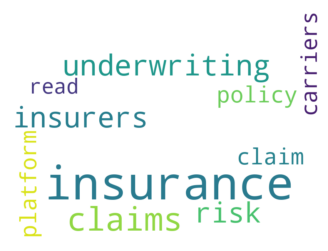 carriers
underwriting
read
policy
insurers
platform
claim
insurance
claims
risk